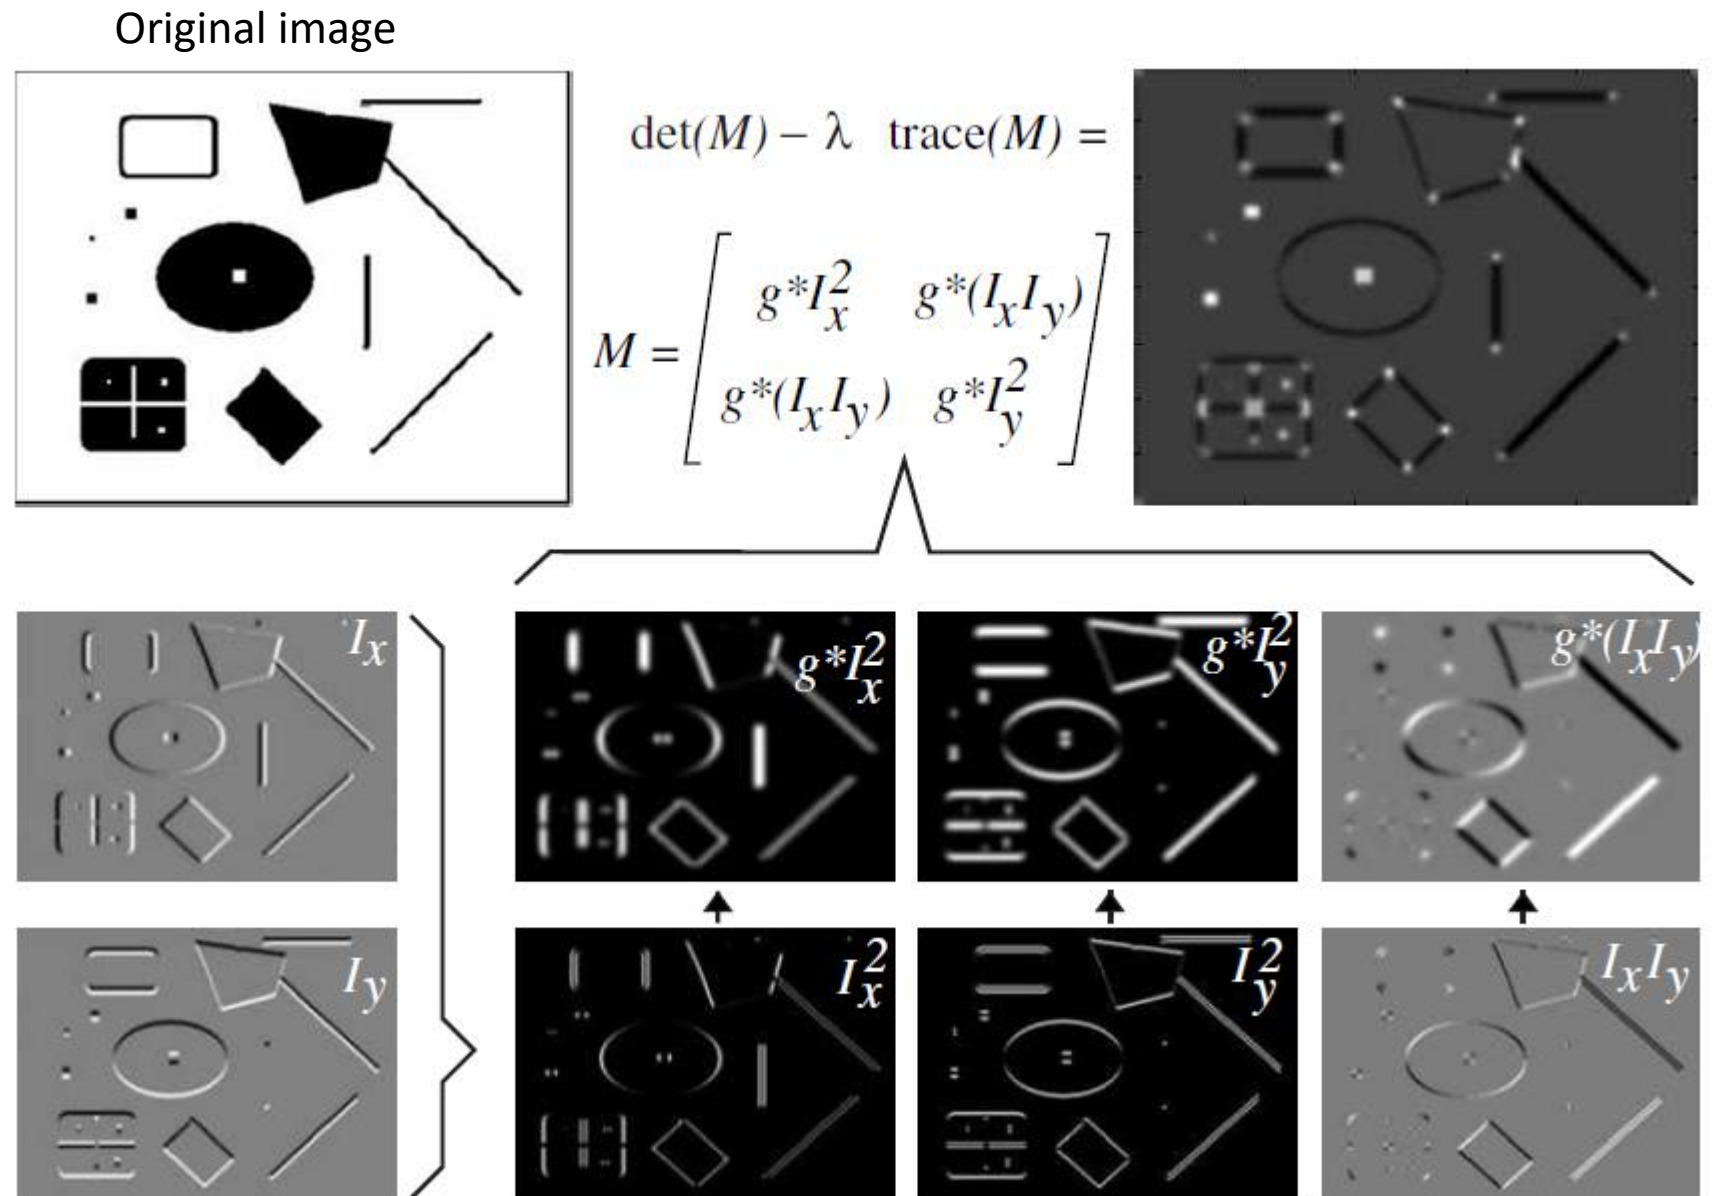 Original image
det(M) − λ trace(M) =
M = [ g*I_x^2 g*(I_xI_y)
g*(I_xI_y) g*I_y^2 ]
I_x
g*I_x^2
g*I_y^2
g*(I_xI_y)
I_y
I_x^2
I_y^2
I_xI_y